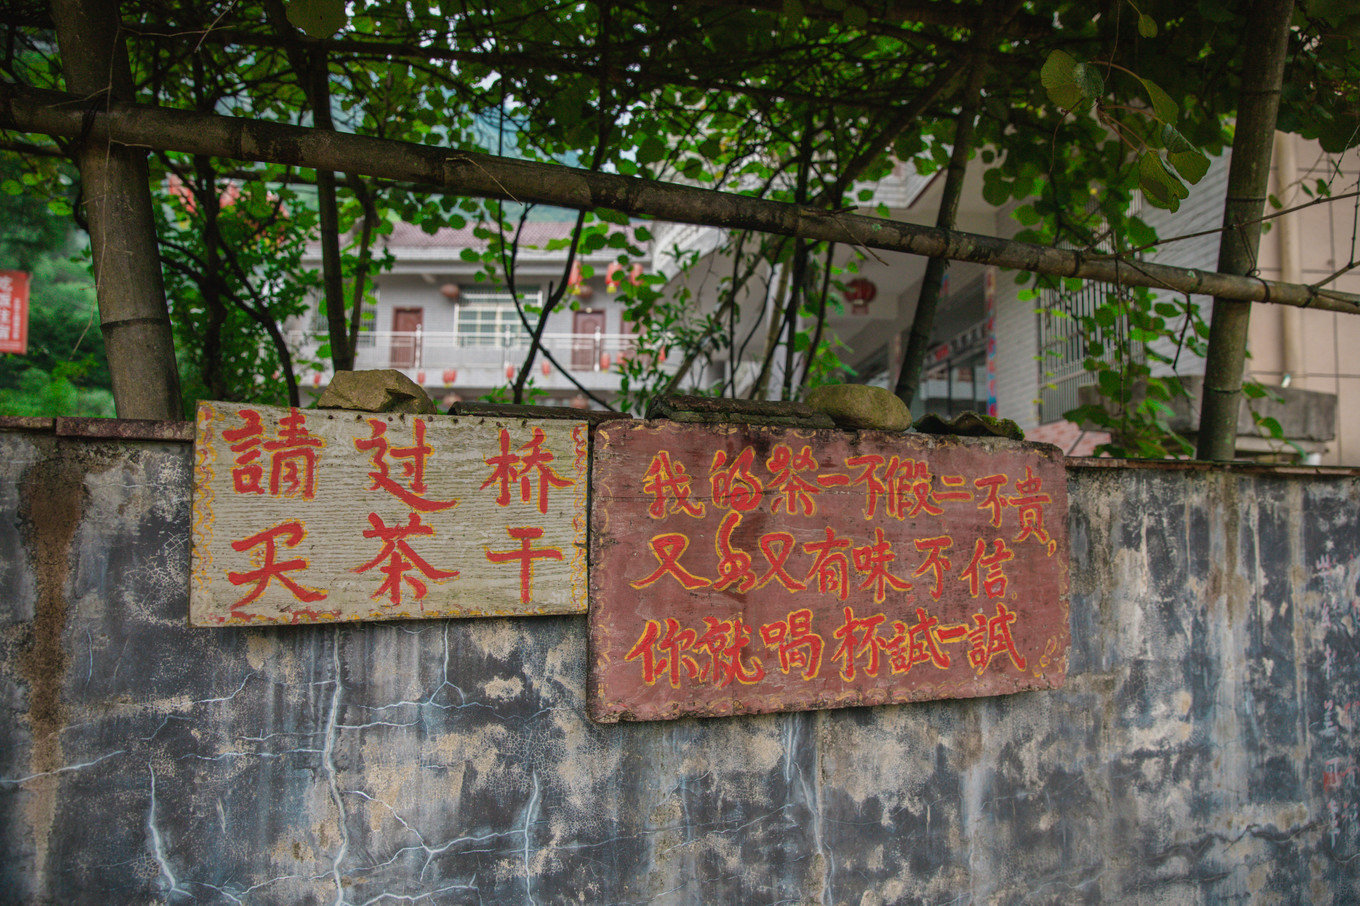 請过桥
买茶干
我的茶一不假二不貴，
又又有味不信
你就喝杯試一試